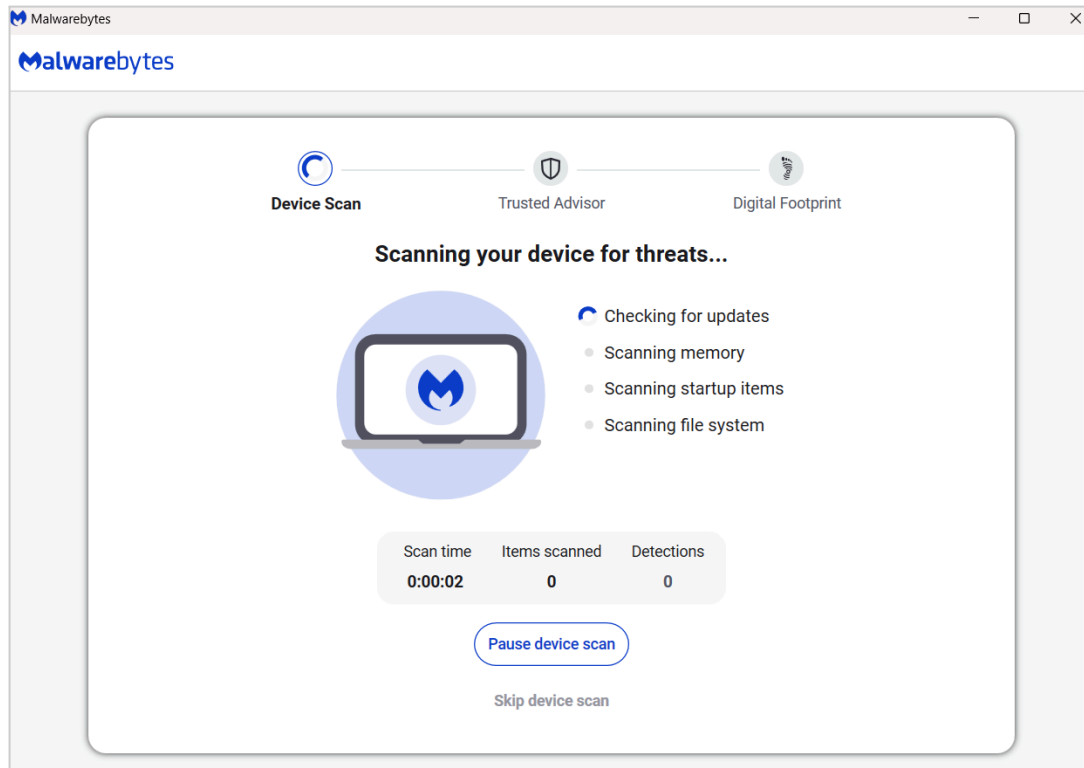 Malwarebytes
Malwarebytes
Device Scan Trusted Advisor Digital Footprint
Scanning your device for threats...
Checking for updates
Scanning memory
Scanning startup items
Scanning file system
Scan time Items scanned Detections
0:00:02 0 0
Pause device scan
Skip device scan